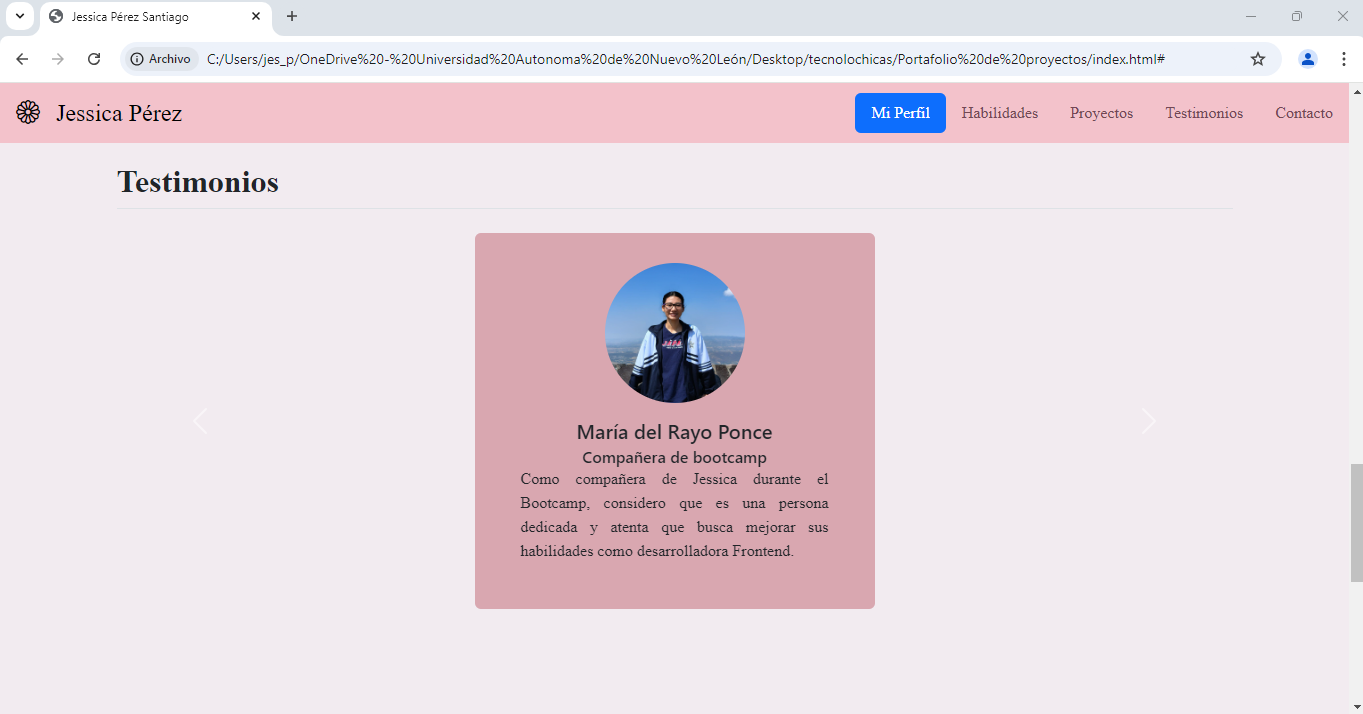 Jessica Pérez Santiago
Archivo C:/Users/jes_p/OneDrive%20-%20Universidad%20Autonoma%20de%20Nuevo%20León/Desktop/tecnolochicas/Portafolio%20de%20proyectos/index.html#
Jessica Pérez Mi Perfil Habilidades Proyectos Testimonios Contacto
Testimonios
María del Rayo Ponce
Compañera de bootcamp
Como compañera de Jessica durante el
Bootcamp, considero que es una persona
dedicada y atenta que busca mejorar sus
habilidades como desarrolladora Frontend.